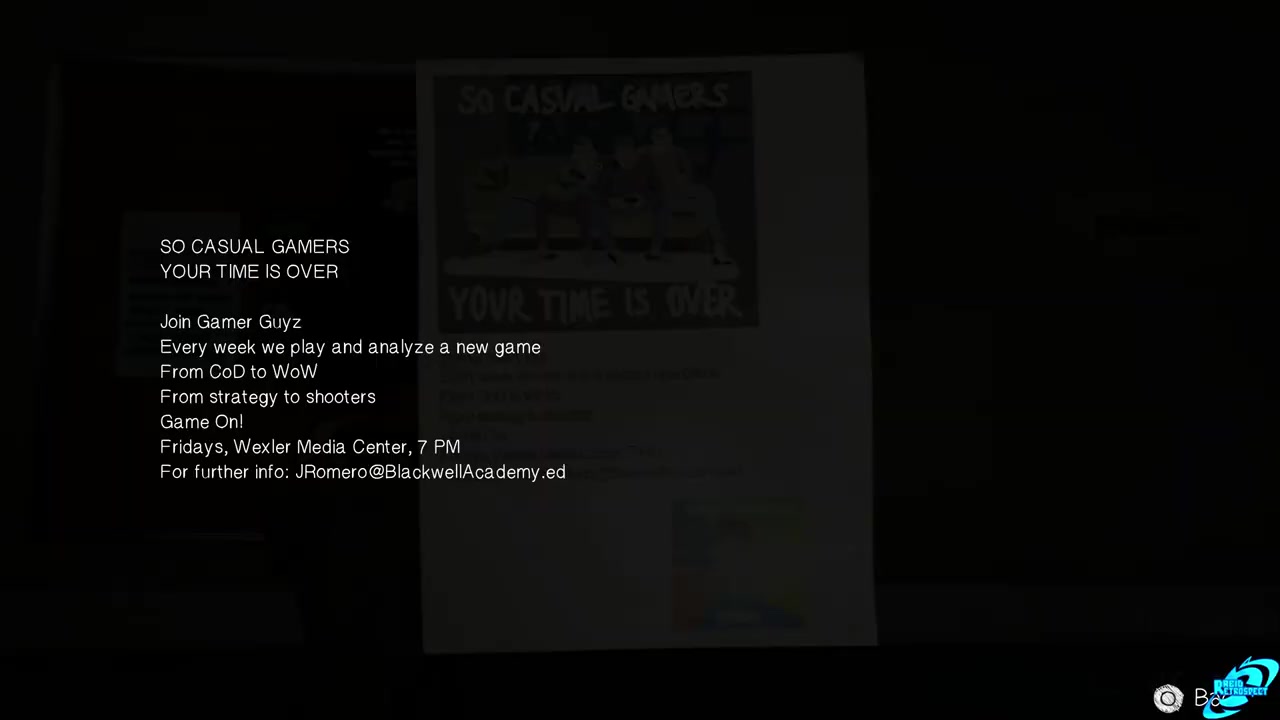 SO CASUAL GAMERS
YOUR TIME IS OVER
SO CASUAL GAMERS
YOUR TIME IS OVER
Join Gamer Guyz
Every week we play and analyze a new game
From CoD to WoW
From strategy to shooters
Game On!
Fridays, Wexler Media Center, 7 PM
For further info: JRomero@BlackwellAcademy.ed
RETROSPECT